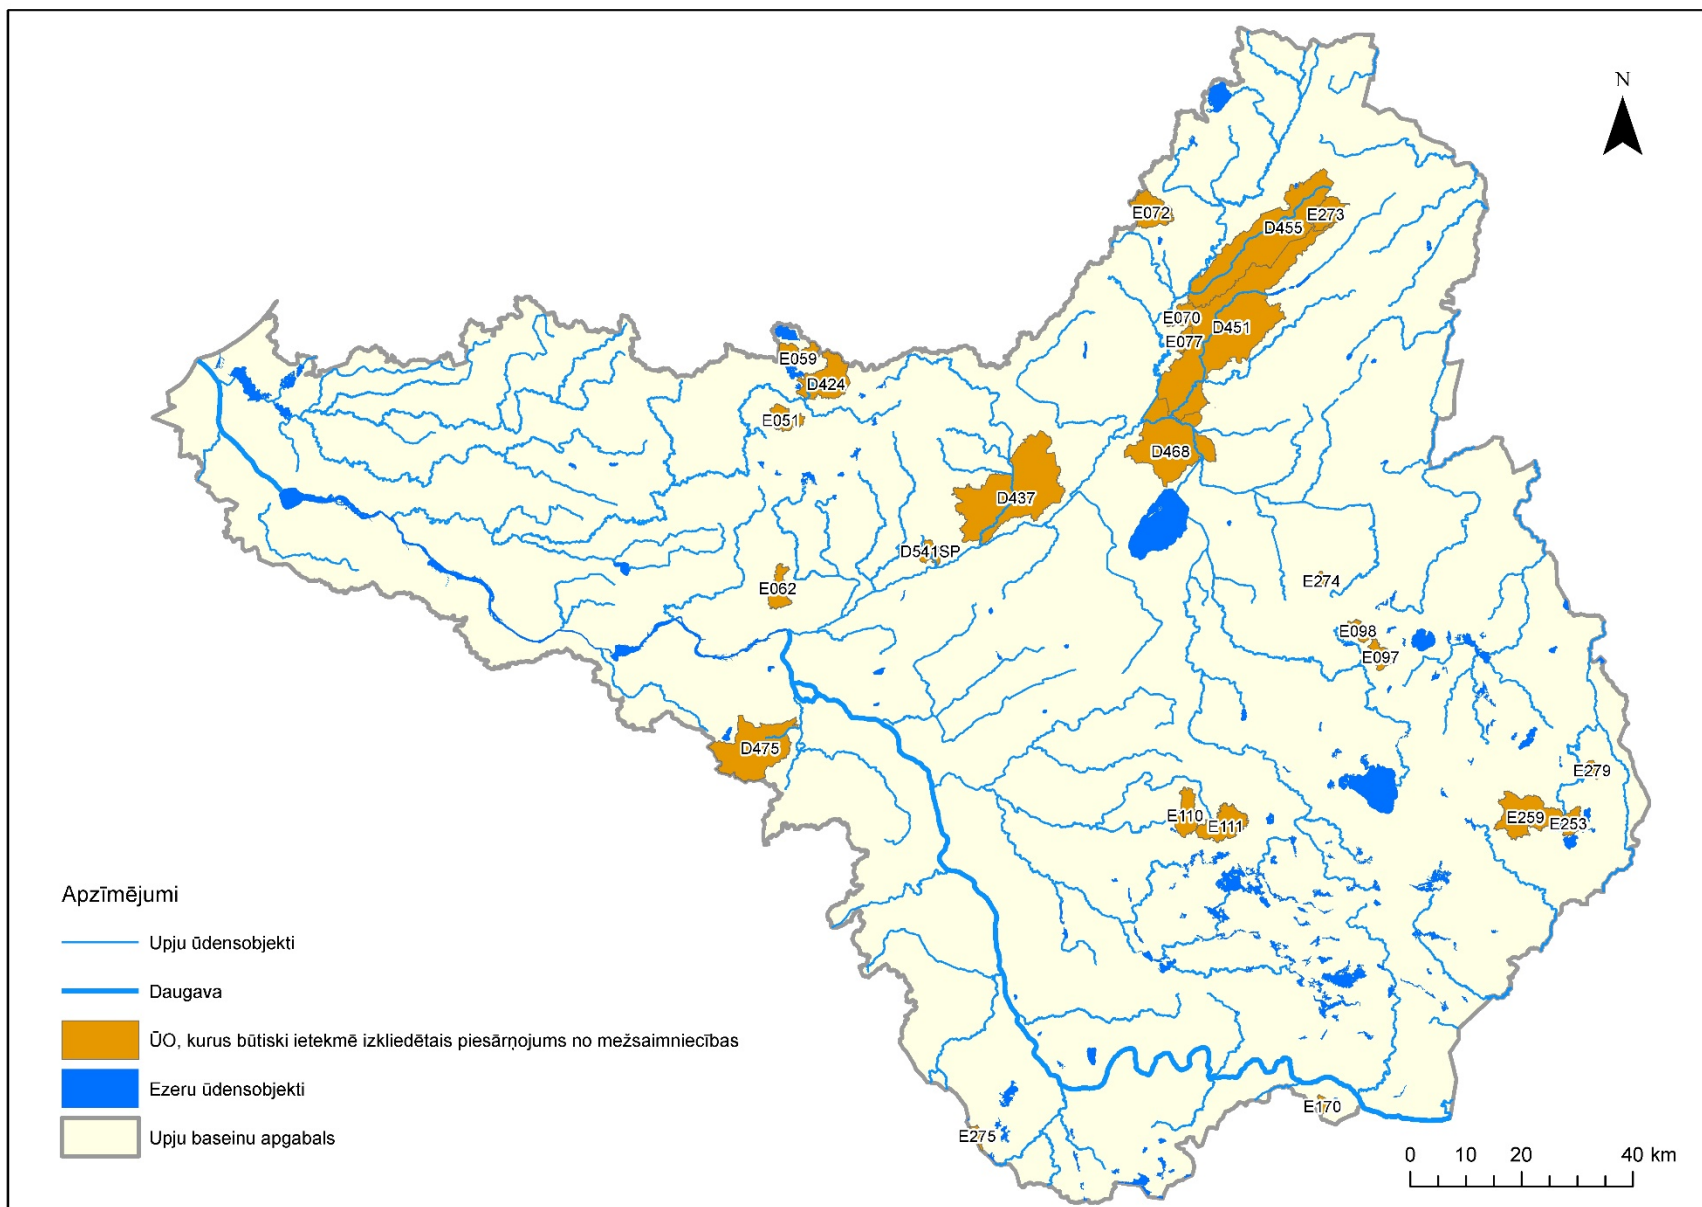 N
E072
E273
D455
E070
D451
E077
E059
D424
E051
D468
D437
D541SP
E274
E062
E098
E097
D475
E279
E110
E111
E259
E253
Apzīmējumi
Upju ūdensobjekti
Daugava
ŪO, kurus būtiski ietekmē izkliedētais piesārņojums no mežsaimniecības
Ezeru ūdensobjekti
Upju baseinu apgabals
E170
E275
0 10 20 40 km